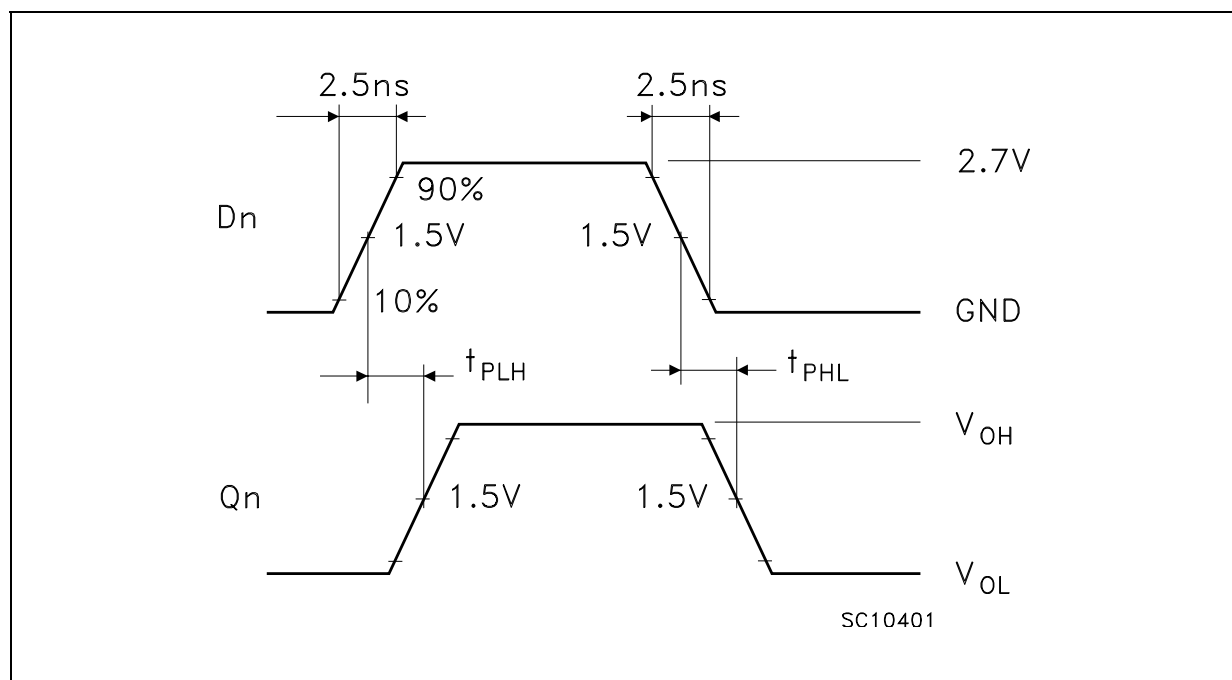 2.5ns 2.5ns
2.7V
90%
Dn 1.5V 1.5V
10%
GND
tPLH tPHL
VOH
Qn 1.5V 1.5V
VOL
SC10401